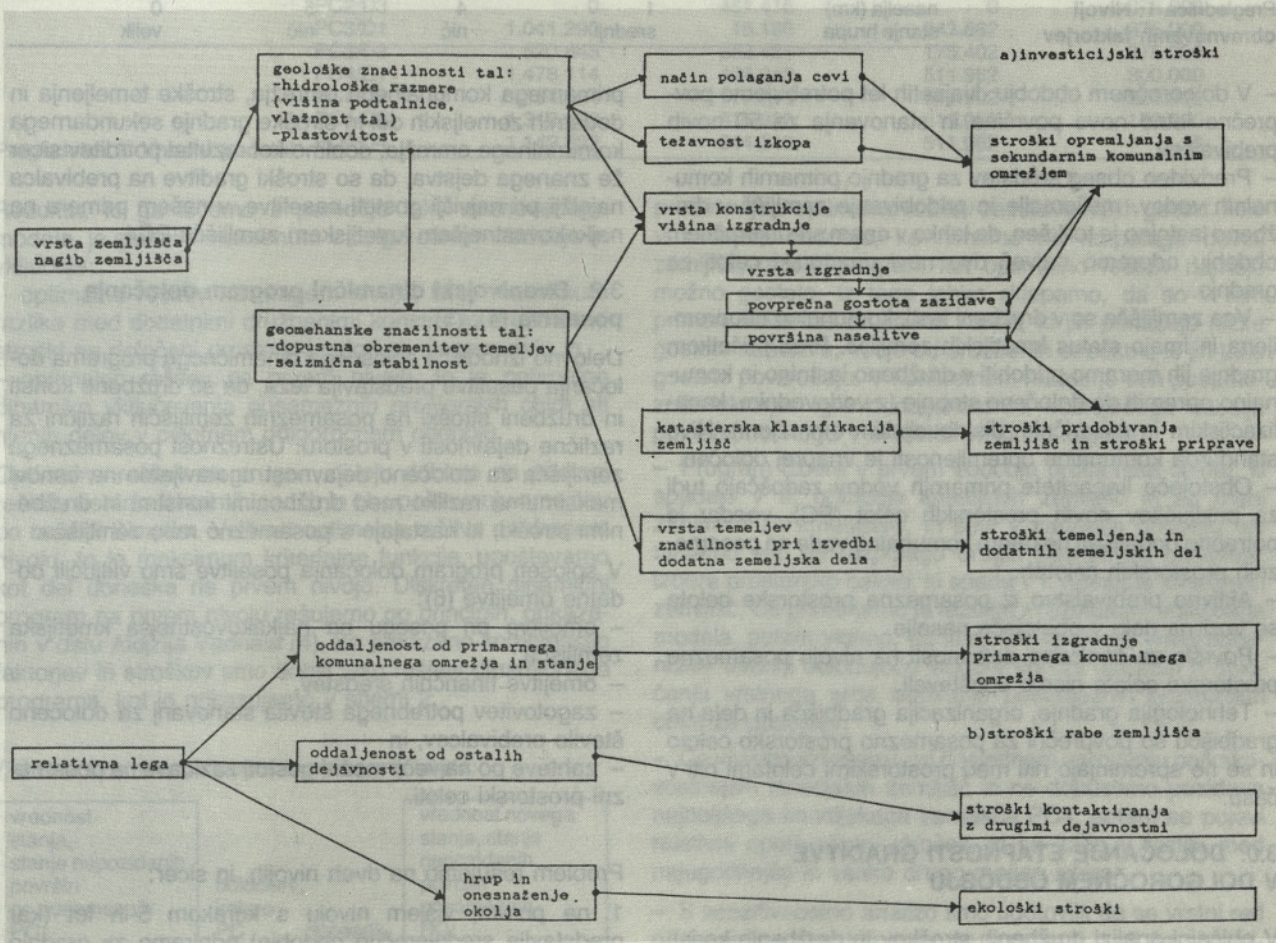 a)investicijski stroški
geološke značilnosti tal:
-hidrološke razmere
(višina podtalnice,
vlažnost tal)
-plastovitost
način polaganja cevi
težavnost izkopa
stroški opremljanja s
sekundarnim komunalnim
omrežjem
vrsta zemljišča
nagib zemljišča
vrsta konstrukcije
višina izgradnje
vrsta izgradnje
povprečna gostota zazidave
površina naselitve
geomehanske značilnosti tal:
-dopustna obremenitev temeljev
-seizmična stabilnost
katasterska klasifikacija
zemljišč
stroški pridobivanja
zemljišč in stroški priprave
vrsta temeljev
značilnosti pri izvedbi
dodatna zemeljska dela
stroški temeljenja in
dodatnih zemeljskih del
oddaljenost od primarnega
komunalnega omrežja in stanje
stroški izgradnje
primarnega komunalnega
omrežja
b)stroški rabe zemljišča
relativna lega
oddaljenost od ostalih
dejavnosti
stroški kontaktiranja
z drugimi dejavnostmi
hrup in
onesnaženje
okolja
ekološki stroški